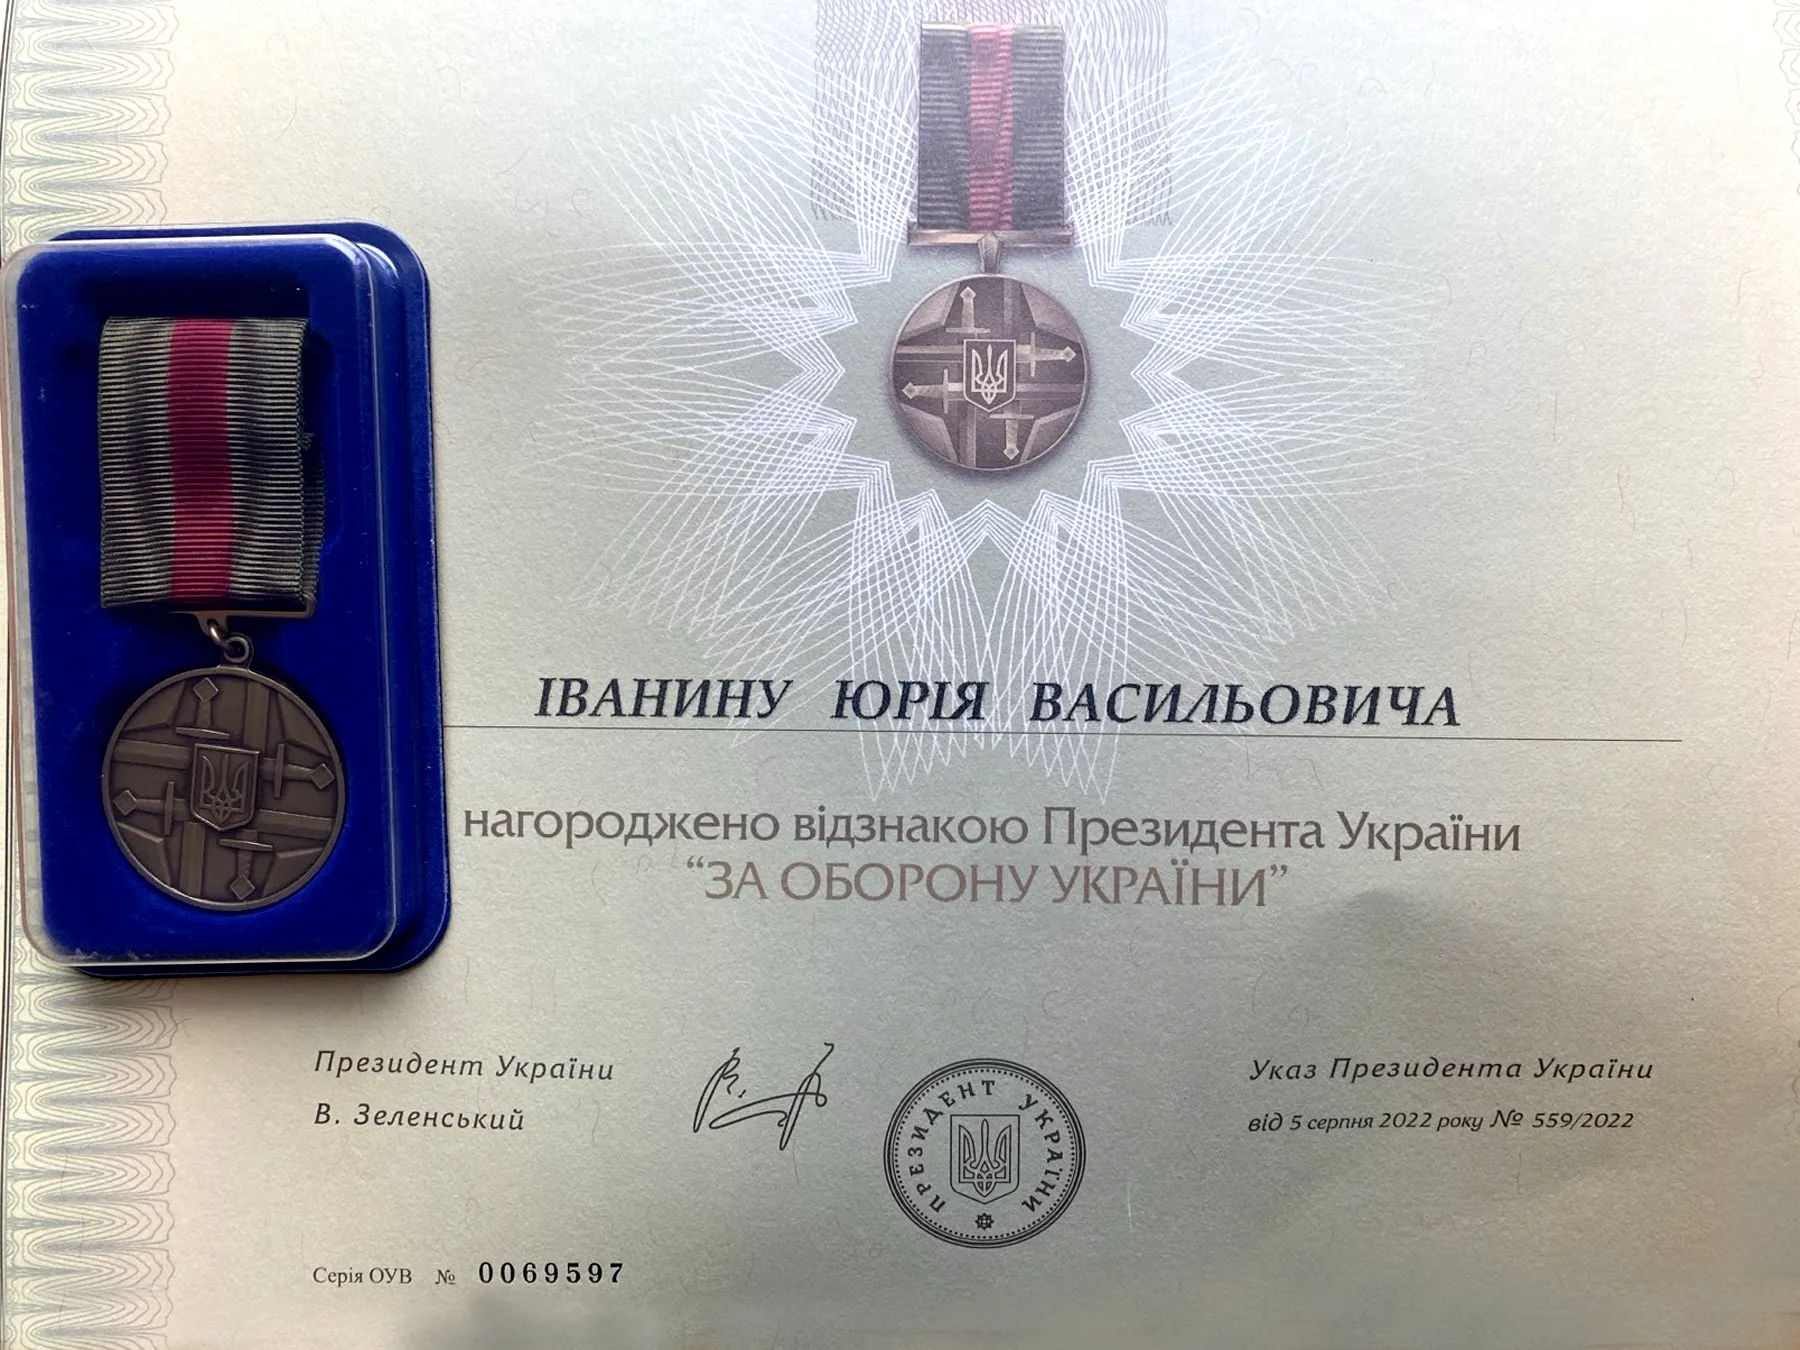 ІВАНИНУ ЮРІЯ ВАСИЛЬОВИЧА
нагороджено відзнакою Президента України
“ЗА ОБОРОНУ УКРАЇНИ”
Президент України
В. Зеленський
ПРЕЗИДЕНТ УКРАЇНИ
Указ Президента України
від 5 серпня 2022 року № 559/2022
Серія ОУВ № 0069597